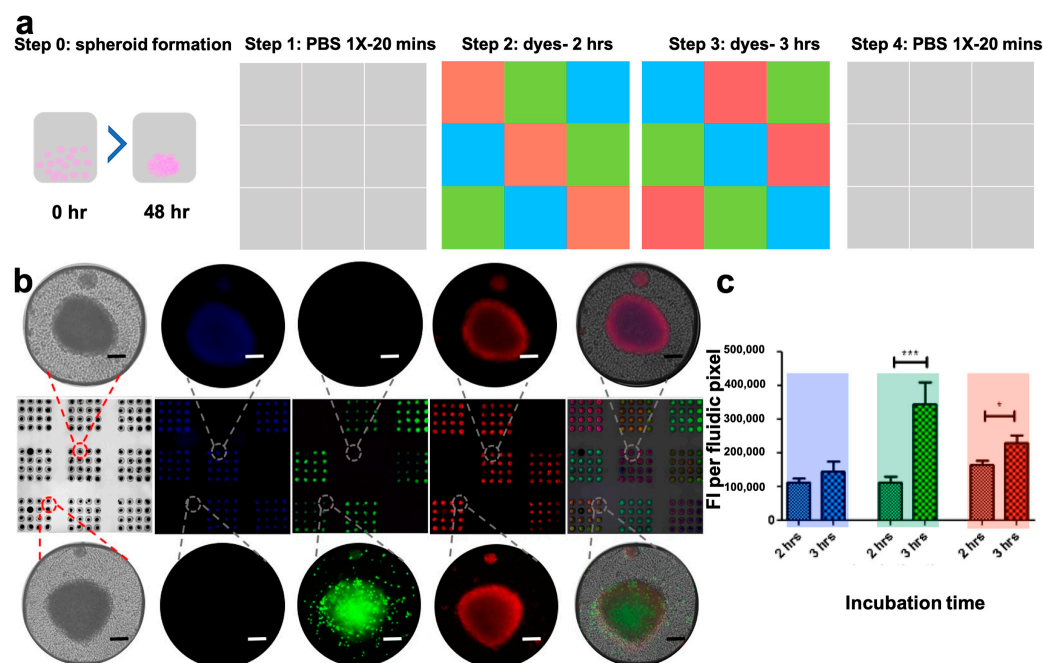 a
Step 0: spheroid formation
Step 1: PBS 1X-20 mins
Step 2: dyes- 2 hrs
Step 3: dyes- 3 hrs
Step 4: PBS 1X-20 mins
0 hr
48 hr
b
c
FI per fluidic pixel
500,000
400,000
300,000
200,000
100,000
0
***
*
2 hrs
3 hrs
2 hrs
3 hrs
2 hrs
3 hrs
Incubation time